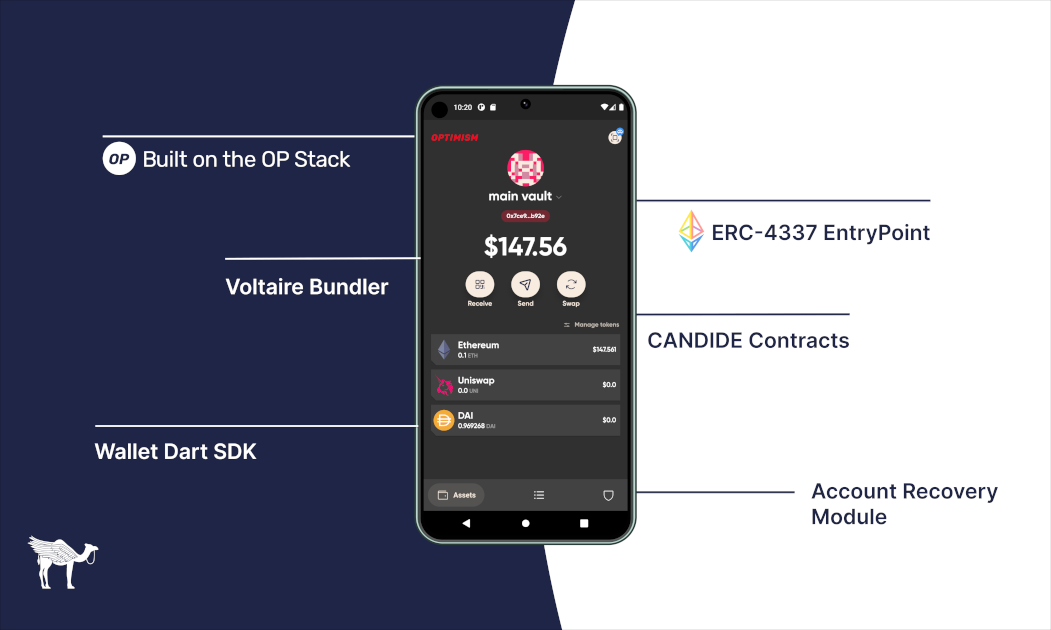 10:20
OPTIMISM
OP Built on the OP Stack
main vault
0x7ce9...b92e
ERC-4337 EntryPoint
$147.56
Voltaire Bundler
Receive Send Swap
Manage tokens
CANDIDE Contracts
Ethereum
0.1 ETH
$147.561
Uniswap
0.0 UNI
$0.0
DAI
0.969268 DAI
$0.0
Wallet Dart SDK
Assets
Account Recovery
Module